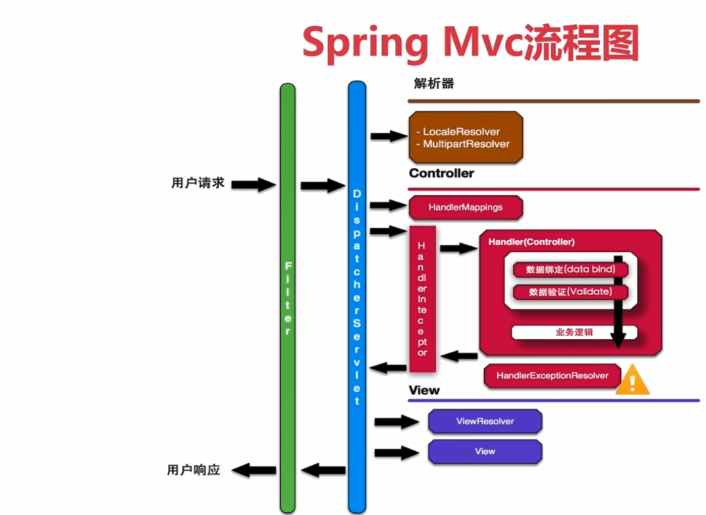 Spring Mvc流程图
解析器
- LocaleResolver
- MultipartResolver
Controller
用户请求
HandlerMappings
DispatcherServlet
Filter
HandlerInteceptor
Handler(Controller)
数据绑定(data bind)
数据验证(Validate)
业务逻辑
HandlerExceptionResolver
View
ViewResolver
View
用户响应